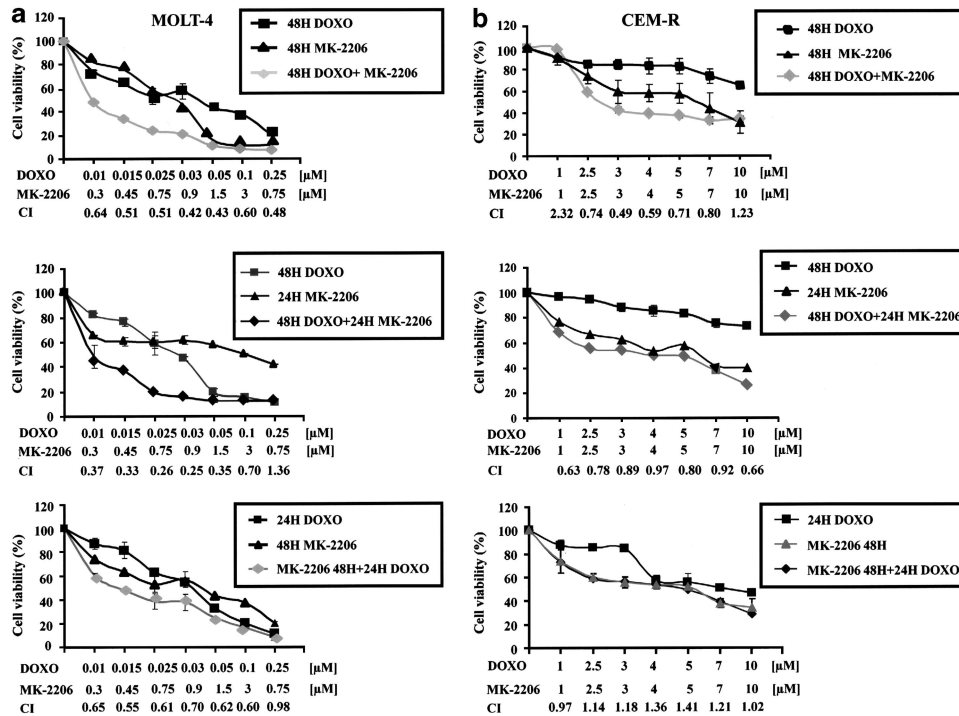 a
MOLT-4
48H DOXO
48H MK-2206
48H DOXO+ MK-2206
Cell viability (%)
120
100
80
60
40
20
0
DOXO 0.01 0.015 0.025 0.03 0.05 0.1 0.25 [µM]
MK-2206 0.3 0.45 0.75 0.9 1.5 3 0.75 [µM]
CI 0.64 0.51 0.51 0.42 0.43 0.60 0.48
48H DOXO
24H MK-2206
48H DOXO+24H MK-2206
Cell viability (%)
120
100
80
60
40
20
0
DOXO 0.01 0.015 0.025 0.03 0.05 0.1 0.25 [µM]
MK-2206 0.3 0.45 0.75 0.9 1.5 3 0.75 [µM]
CI 0.37 0.33 0.26 0.25 0.35 0.70 1.36
24H DOXO
48H MK-2206
MK-2206 48H+24H DOXO
Cell viability (%)
120
100
80
60
40
20
0
DOXO 0.01 0.015 0.025 0.03 0.05 0.1 0.25 [µM]
MK-2206 0.3 0.45 0.75 0.9 1.5 3 0.75 [µM]
CI 0.65 0.55 0.61 0.70 0.62 0.60 0.98
b
CEM-R
48H DOXO
48H MK-2206
48H DOXO+MK-2206
Cell viability (%)
120
100
80
60
40
20
0
DOXO 1 2.5 3 4 5 7 10 [µM]
MK-2206 1 2.5 3 4 5 7 10 [µM]
CI 2.32 0.74 0.49 0.59 0.71 0.80 1.23
48H DOXO
24H MK-2206
48H DOXO+24H MK-2206
Cell viability (%)
120
100
80
60
40
20
0
DOXO 1 2.5 3 4 5 7 10 [µM]
MK-2206 1 2.5 3 4 5 7 10 [µM]
CI 0.63 0.78 0.89 0.97 0.80 0.92 0.66
24H DOXO
MK-2206 48H
MK-2206 48H+24H DOXO
Cell viability (%)
120
100
80
60
40
20
0
DOXO 1 2.5 3 4 5 7 10 [µM]
MK-2206 1 2.5 3 4 5 7 10 [µM]
CI 0.97 1.14 1.18 1.36 1.41 1.21 1.02